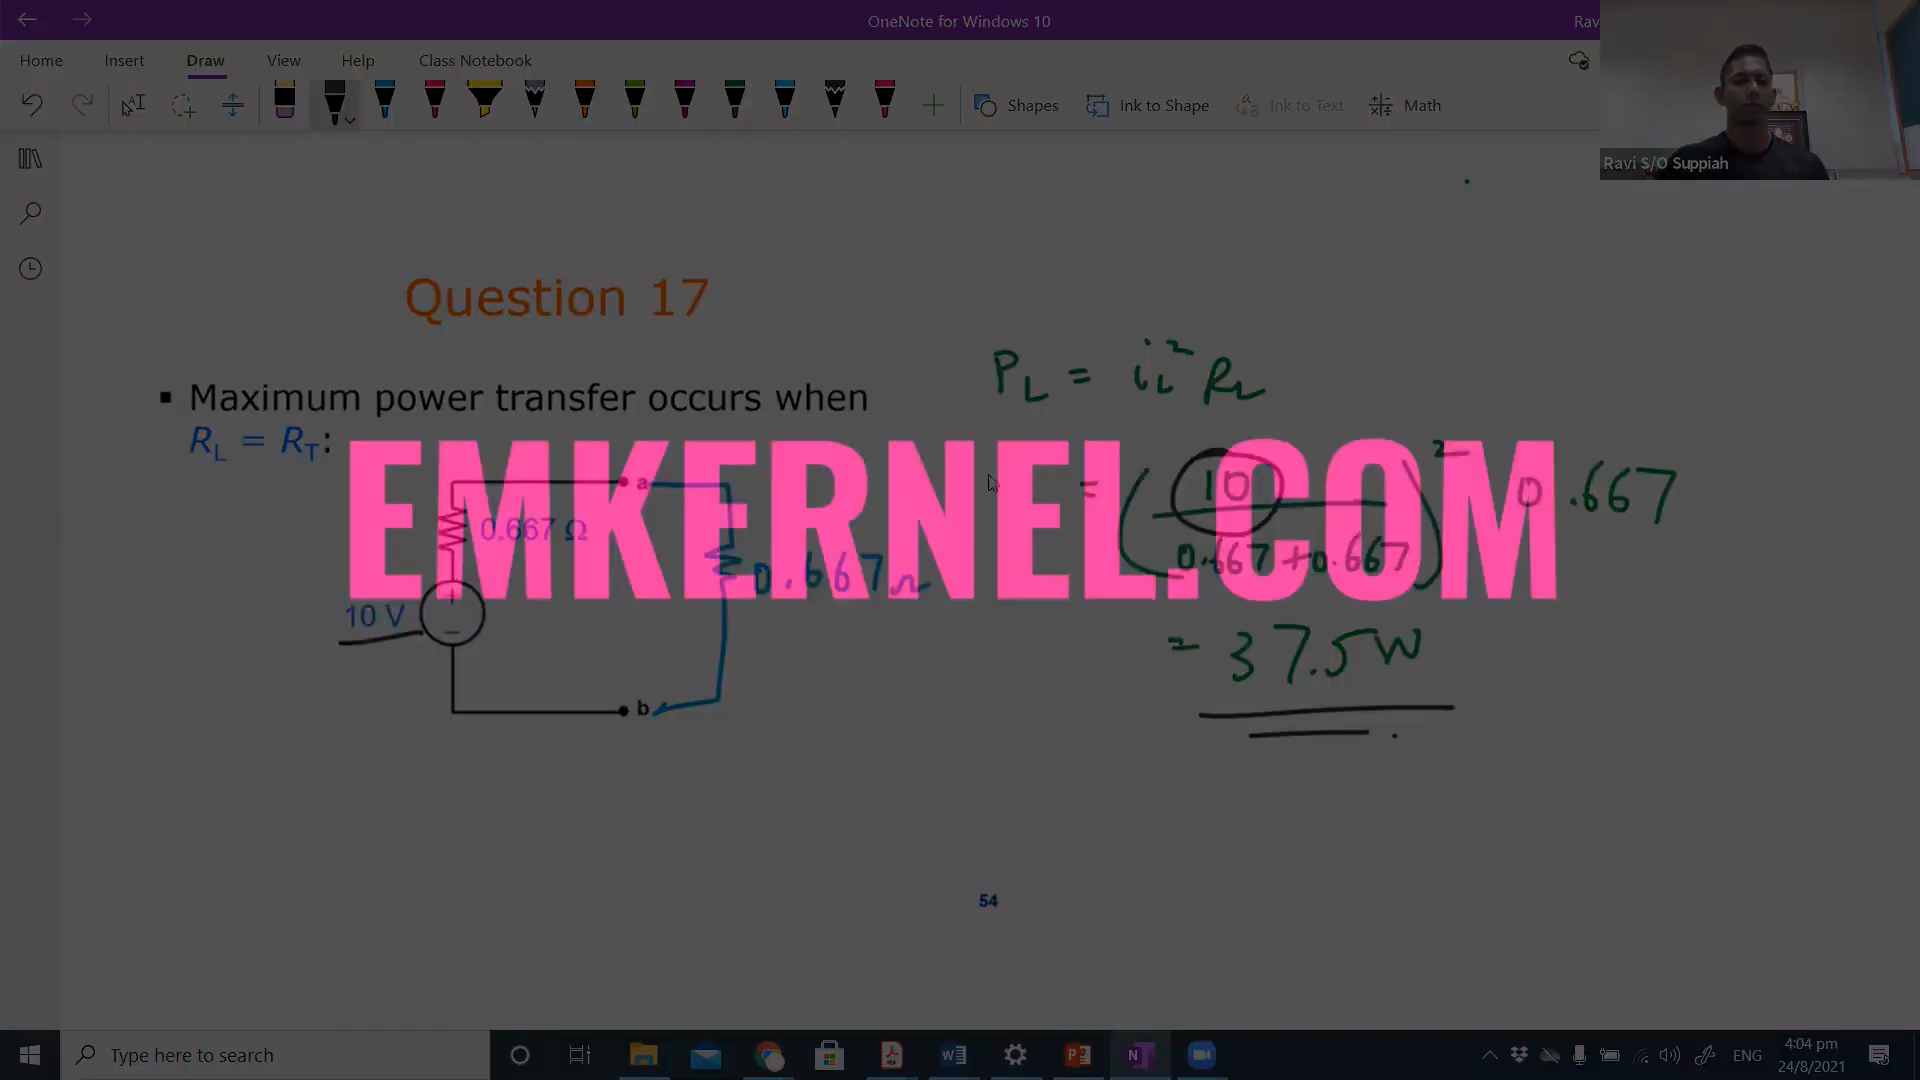 OneNote for Windows 10
Rav
Home Insert Draw View Help Class Notebook
Shapes Ink to Shape Ink to Text Math
Ravi S/O Suppiah
Question 17
▪ Maximum power transfer occurs when
RL = RT:
a
0.667 Ω
0.667Ω
10 V
+
−
b
PL = iL² RL
= (10 / 0.667 + 0.667)² 0.667
= 37.5W
EMKERNEL.COM
54
Type here to search
ENG
4:04 pm
24/8/2021